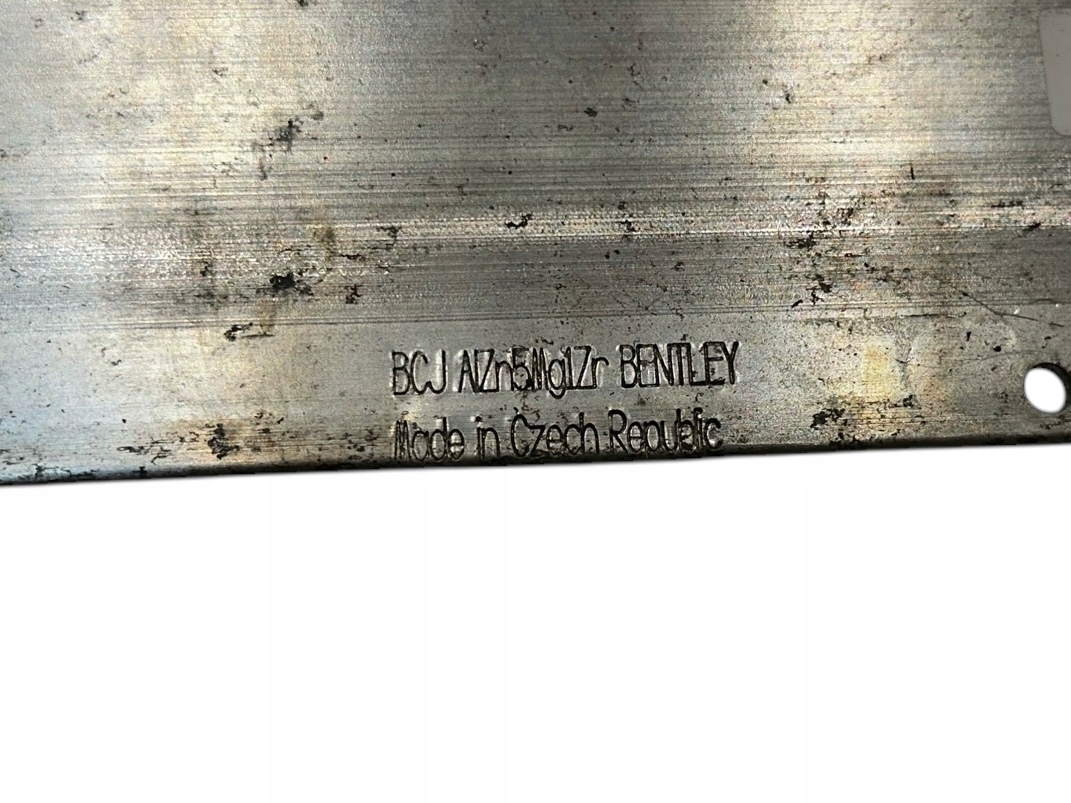 BCJ AlZn5Mg1Zr BENTLEY
Made in Czech Republic